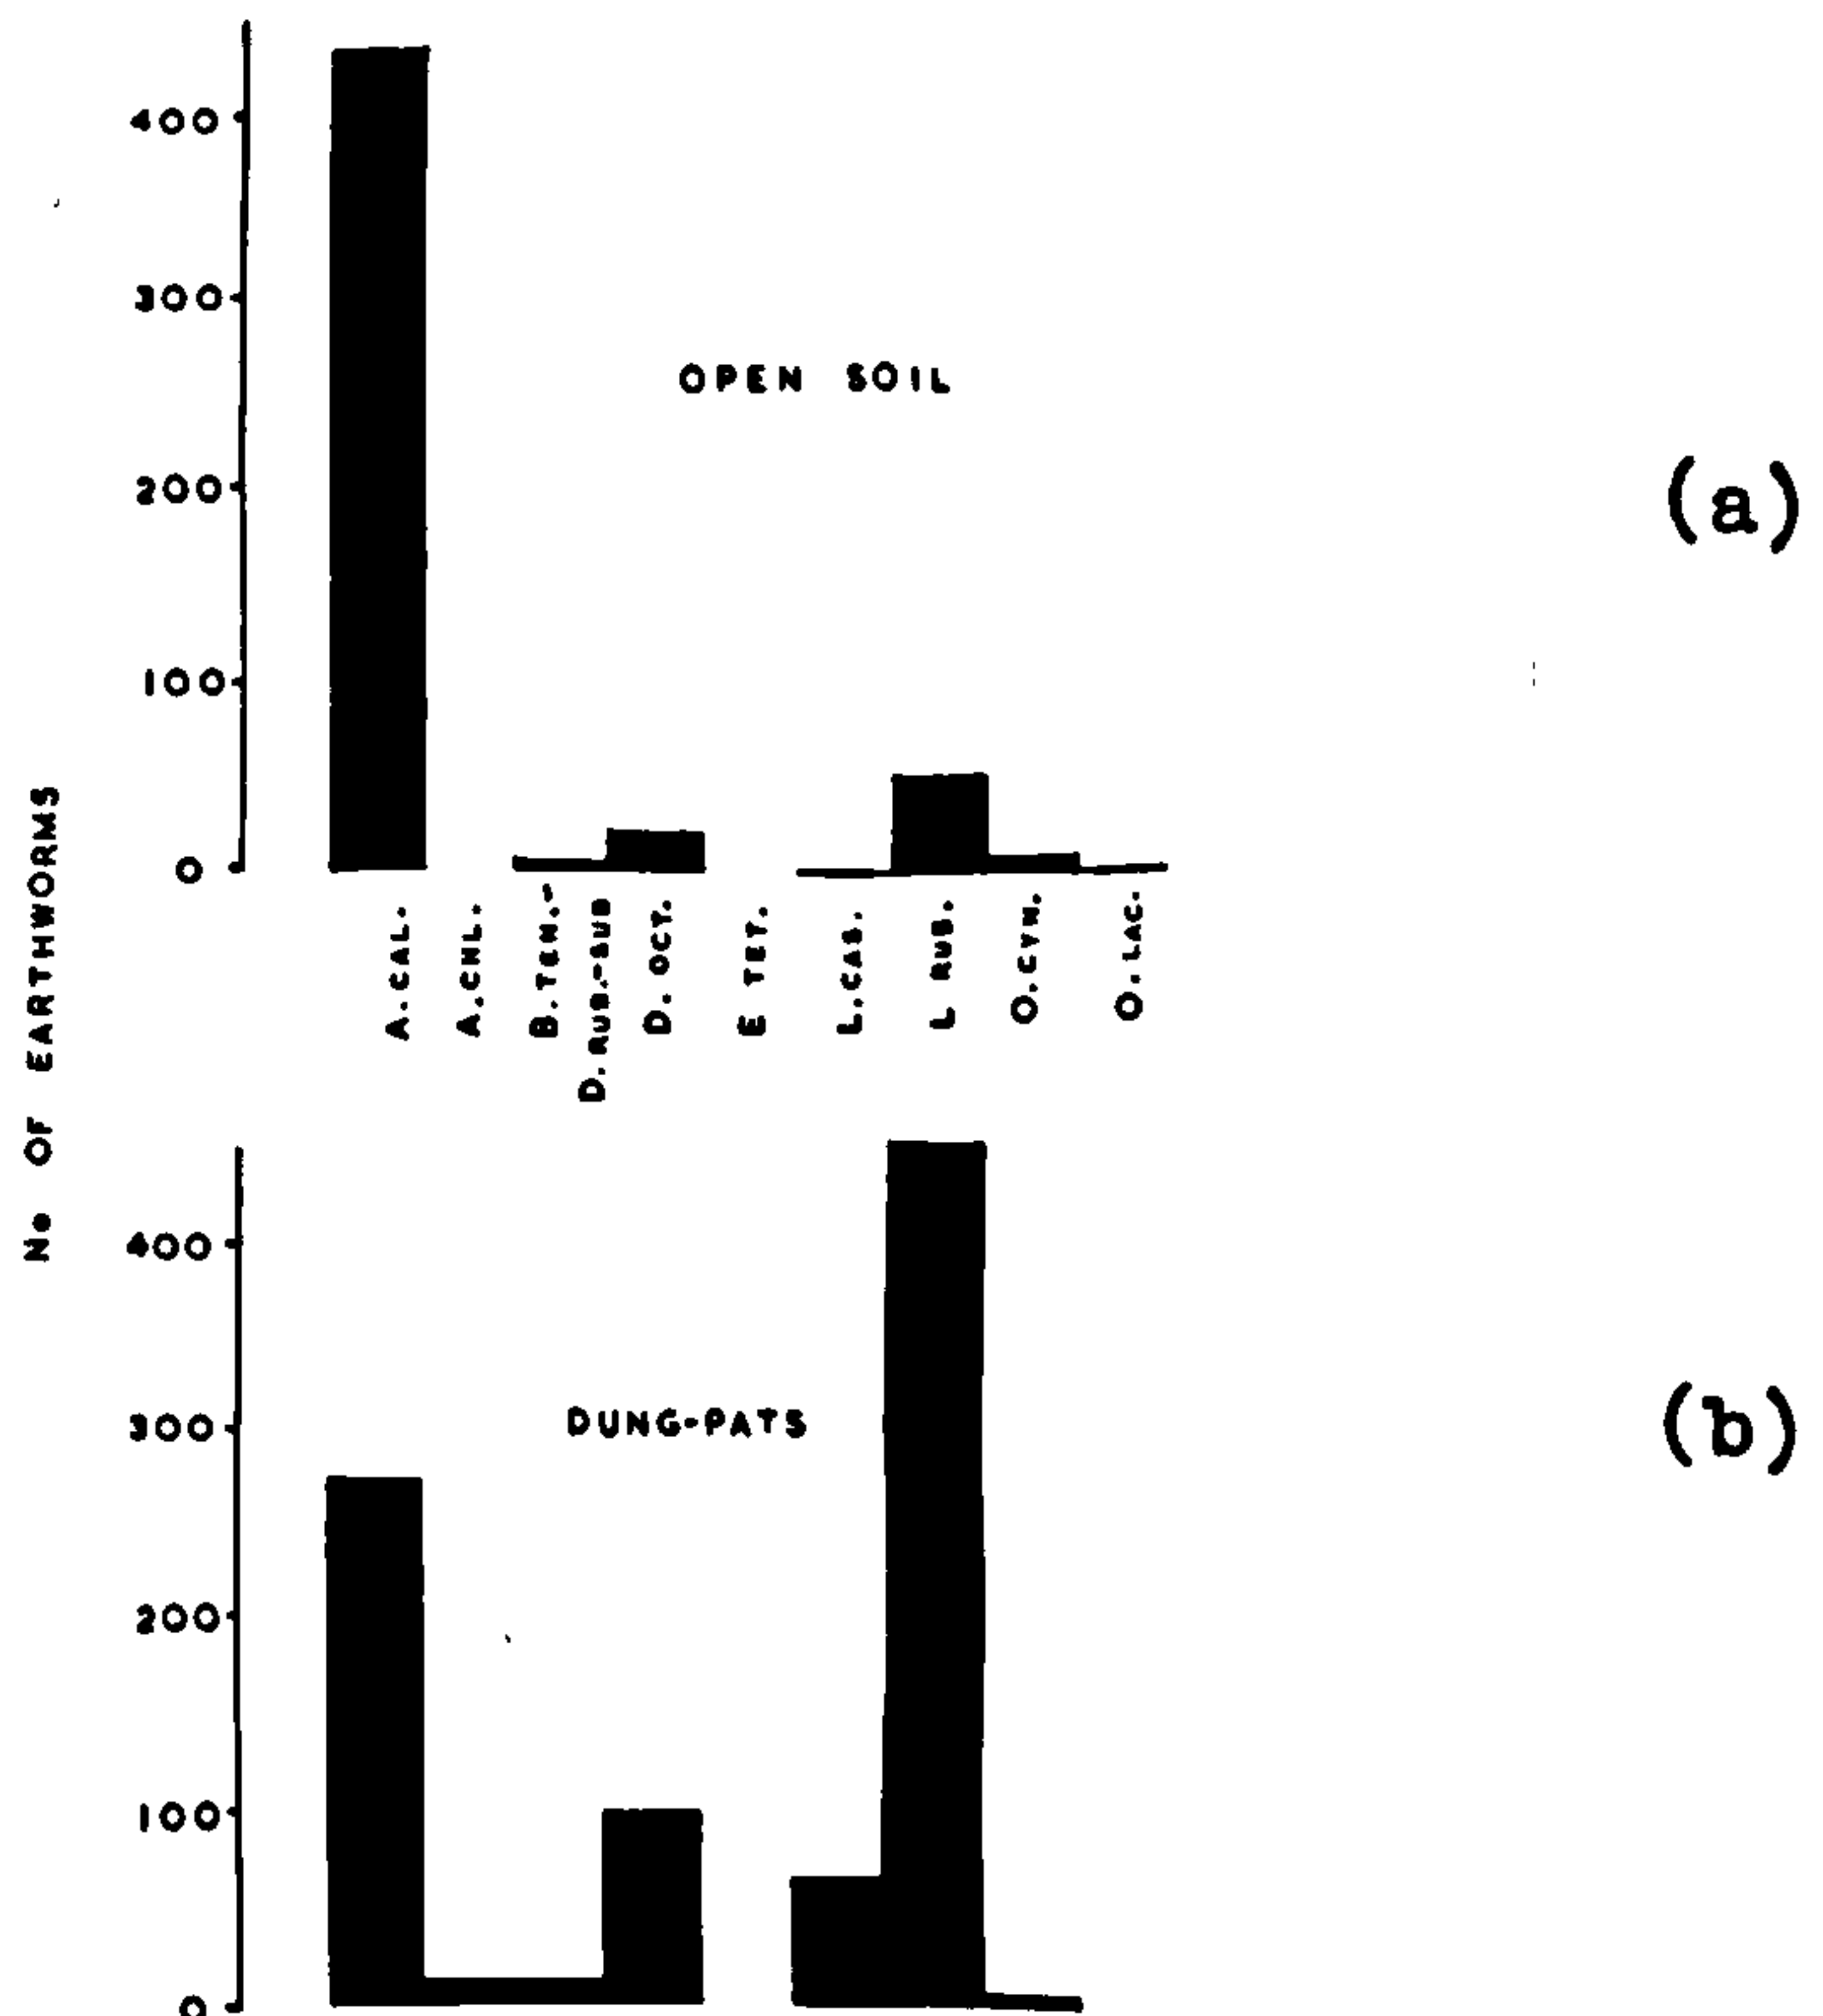 400
300
OPEN SOIL
200
(a)
100
0
A.CAL.
A.CHL.
B.TEN.
D.RUB.-SUB
D. OCY.
E TET.
L.CAS.
L RUB.
O.CYN.
O.LAC.
No OF EARTHWORMS
400
300
DUNG-PATS
(b)
200
100
0